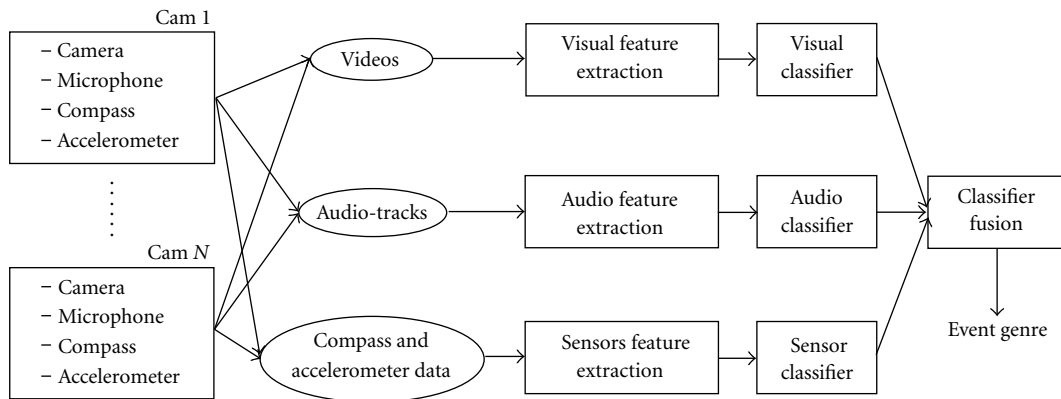 Cam 1
– Camera
– Microphone
– Compass
– Accelerometer
Cam N
– Camera
– Microphone
– Compass
– Accelerometer
Videos
Audio-tracks
Compass and
accelerometer data
Visual feature
extraction
Audio feature
extraction
Sensors feature
extraction
Visual
classifier
Audio
classifier
Sensor
classifier
Classifier
fusion
Event genre